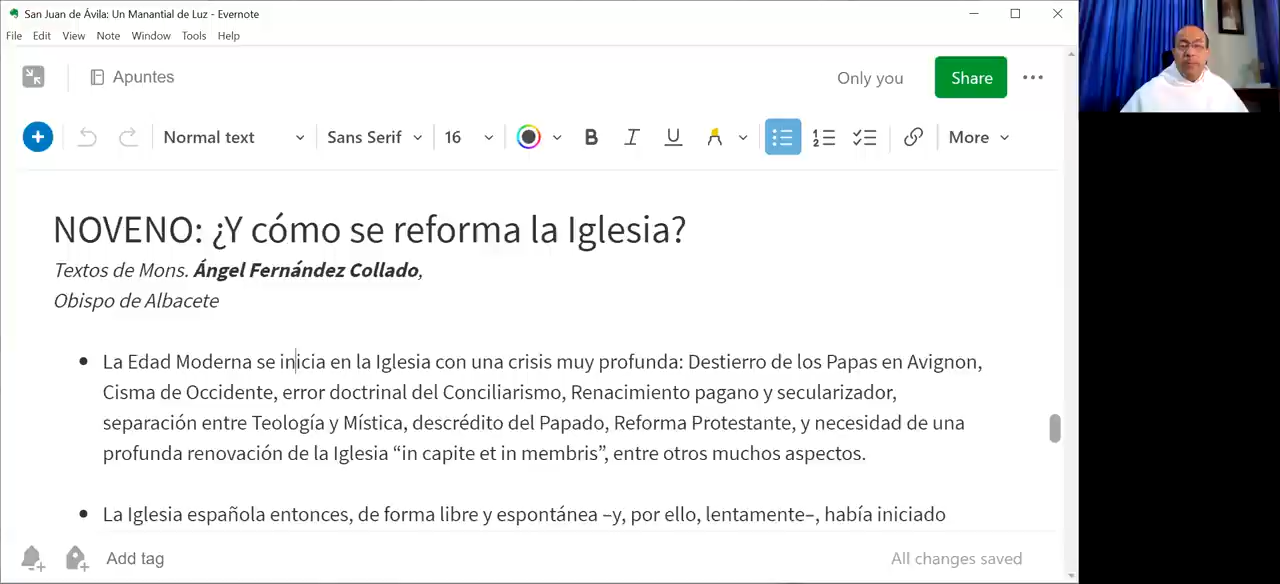 San Juan de Ávila: Un Manantial de Luz - Evernote
File Edit View Note Window Tools Help
Apuntes
Only you
Share
Normal text
Sans Serif
16
B I U
More
NOVENO: ¿Y cómo se reforma la Iglesia?
Textos de Mons. Ángel Fernández Collado,
Obispo de Albacete
La Edad Moderna se inicia en la Iglesia con una crisis muy profunda: Destierro de los Papas en Avignon,
Cisma de Occidente, error doctrinal del Conciliarismo, Renacimiento pagano y secularizador,
separación entre Teología y Mística, descrédito del Papado, Reforma Protestante, y necesidad de una
profunda renovación de la Iglesia “in capite et in membris”, entre otros muchos aspectos.
La Iglesia española entonces, de forma libre y espontánea –y, por ello, lentamente–, había iniciado
Add tag
All changes saved